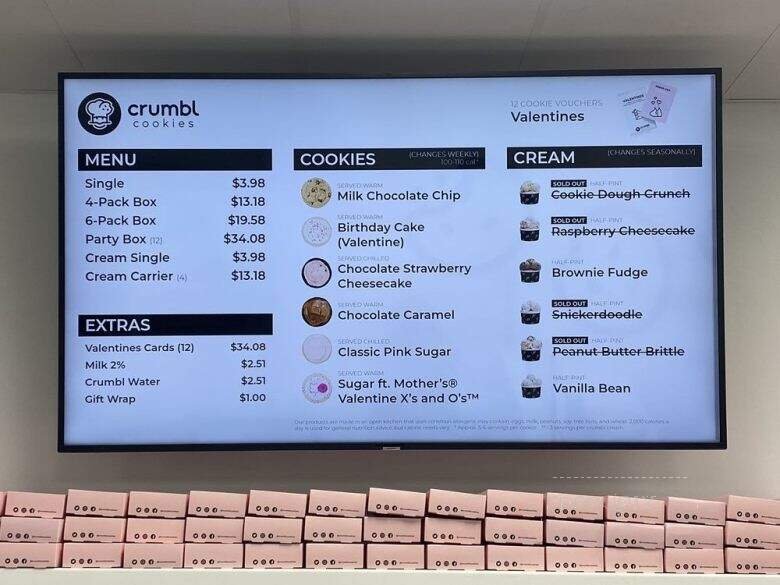 crumbl
cookies
12 COOKIE VOUCHERS
Valentines
MENU
Single $3.98
4-Pack Box $13.18
6-Pack Box $19.58
Party Box (12) $34.08
Cream Single $3.98
Cream Carrier (4) $13.18
EXTRAS
Valentines Cards (12) $34.08
Milk 2% $2.51
Crumbl Water $2.51
Gift Wrap $1.00
COOKIES (CHANGES WEEKLY)
SERVED WARM
Milk Chocolate Chip
SERVED WARM
Birthday Cake
(Valentine)
SERVED CHILLED
Chocolate Strawberry
Cheesecake
SERVED WARM
Chocolate Caramel
SERVED CHILLED
Classic Pink Sugar
SERVED WARM
Sugar ft. Mother's®
Valentine X's and O's™
CREAM (CHANGES SEASONALLY)
SOLD OUT HALF-PINT
Cookie Dough Crunch
SOLD OUT HALF-PINT
Raspberry Cheesecake
HALF-PINT
Brownie Fudge
SOLD OUT HALF-PINT
Snickerdoodle
SOLD OUT HALF-PINT
Peanut Butter Brittle
HALF-PINT
Vanilla Bean